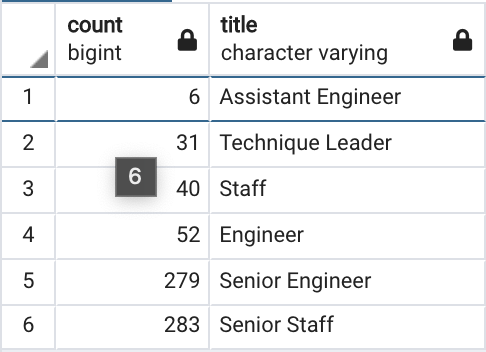 count title
bigint character varying
1 6 Assistant Engineer
2 31 Technique Leader
6
3 40 Staff
4 52 Engineer
5 279 Senior Engineer
6 283 Senior Staff